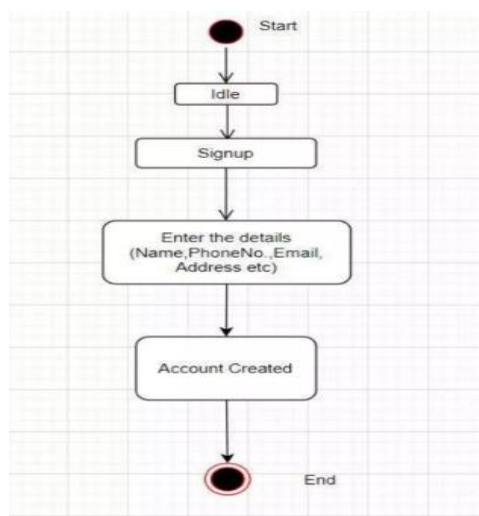 Start
Idle
Signup
Enter the details
(Name,PhoneNo.,Email,
Address etc)
Account Created
End